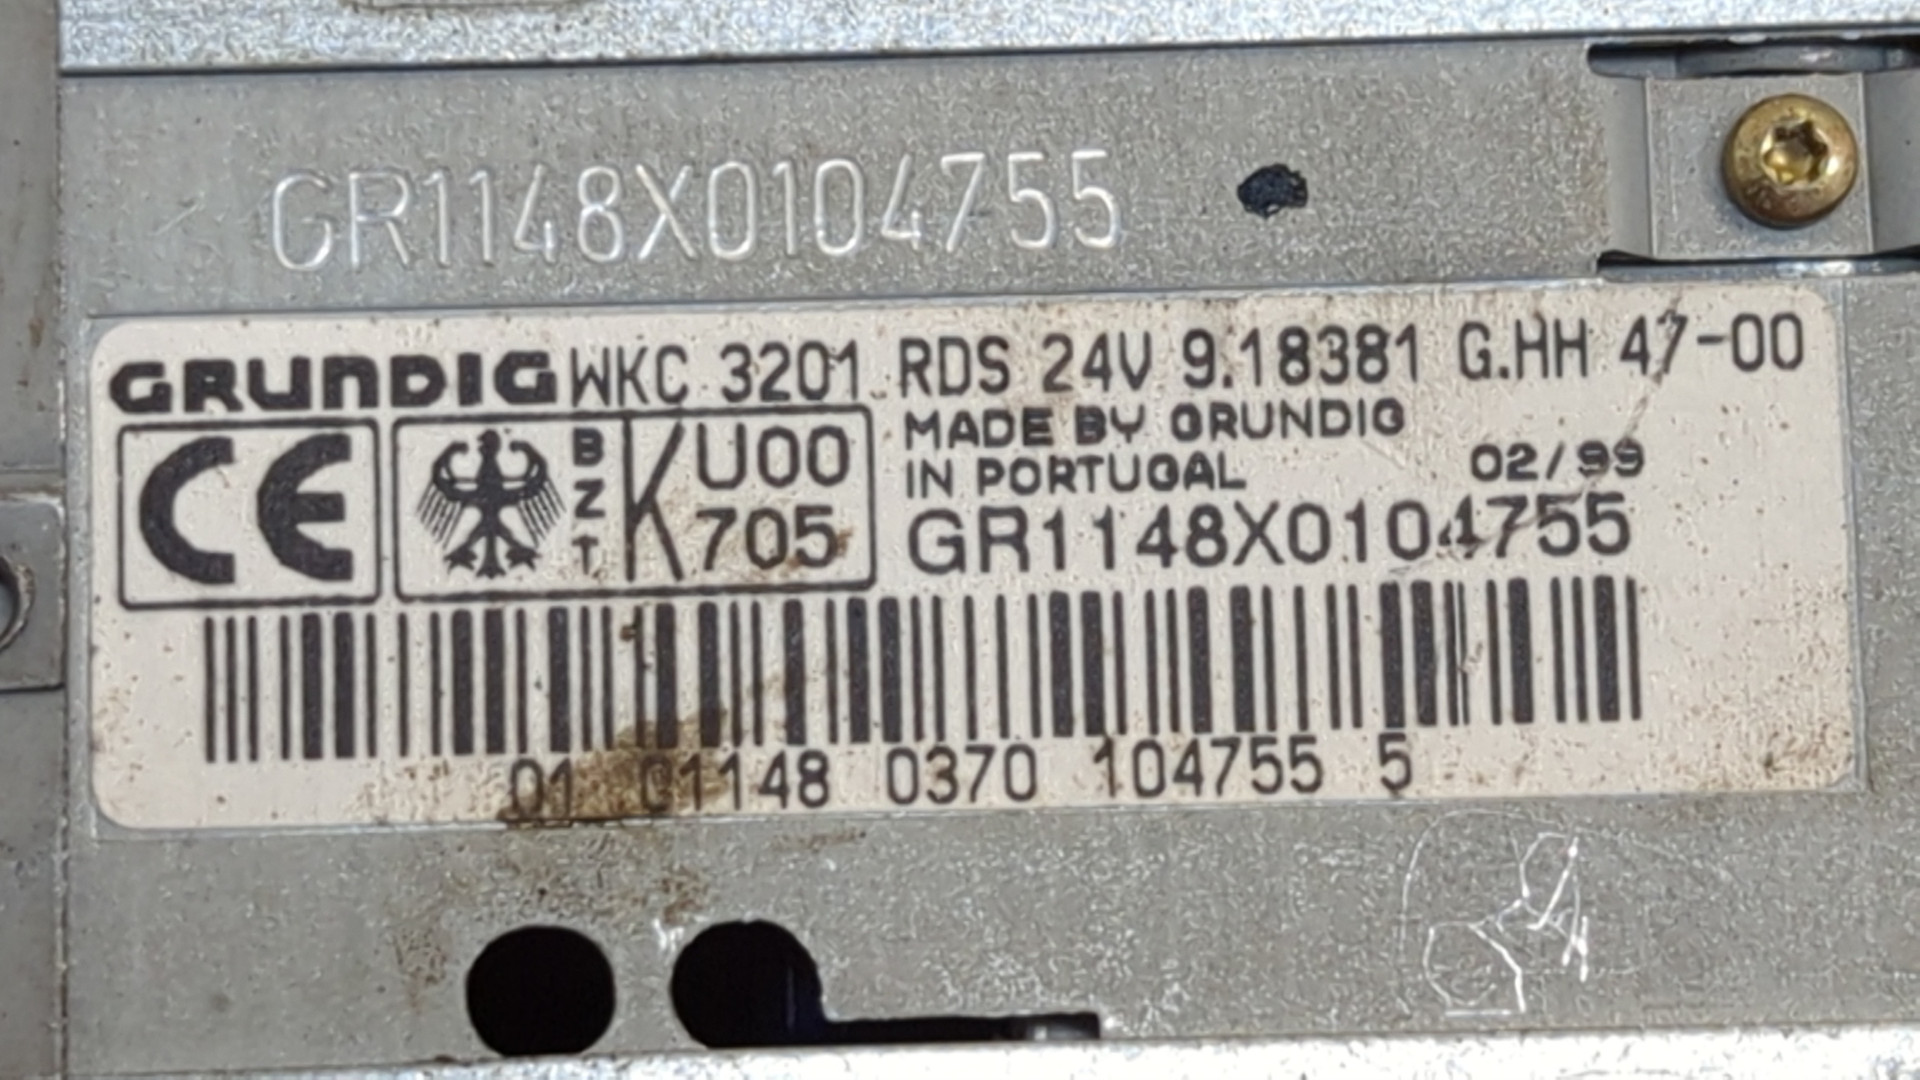 GR1148X0104755
GRUNDIG WKC 3201 RDS 24V 9.18381 G.HH 47-00
CE
BZT
K U00 705
MADE BY GRUNDIG
IN PORTUGAL 02/99
GR1148X0104755
01 01148 0370 104755 5